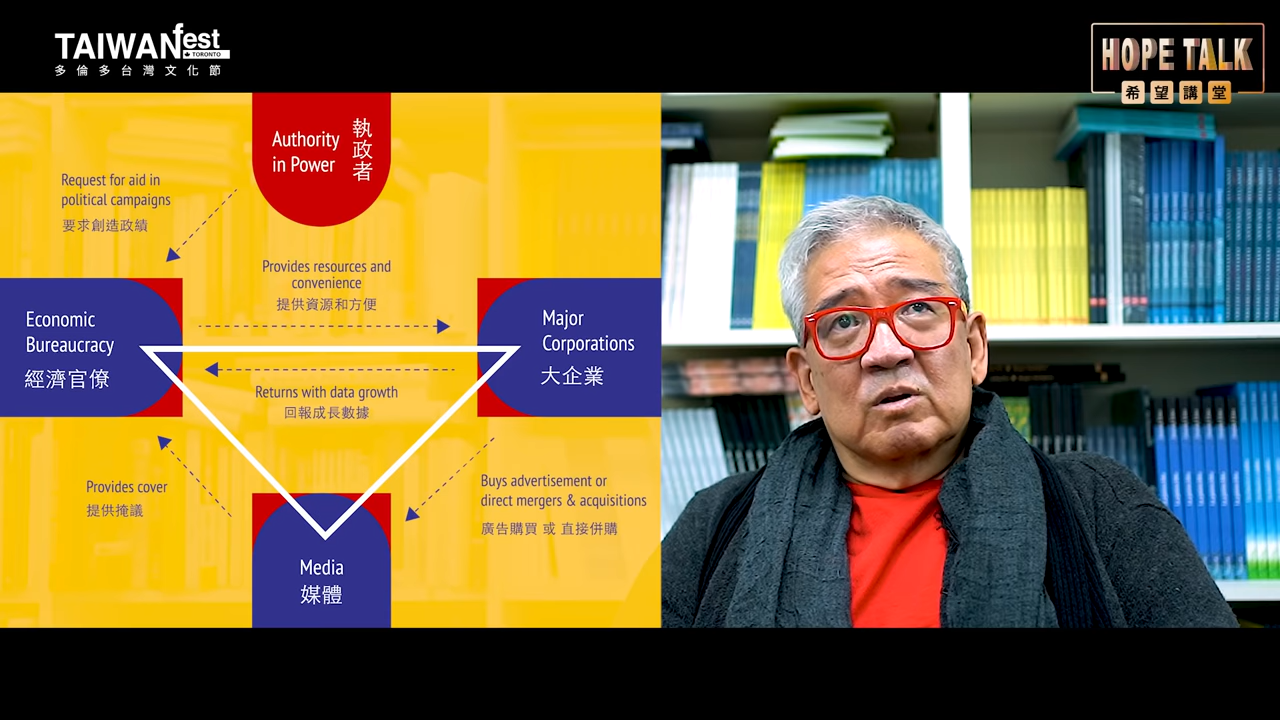 TAIWANfest
TORONTO
多倫多台灣文化節
HOPE TALK
希望講堂
Authority
in Power
執政者
Request for aid in
political campaigns
要求創造政績
Provides resources and
convenience
提供資源和方便
Economic
Bureaucracy
經濟官僚
Major
Corporations
大企業
Returns with data growth
回報成長數據
Provides cover
提供掩護
Buys advertisement or
direct mergers & acquisitions
廣告購買 或 直接併購
Media
媒體